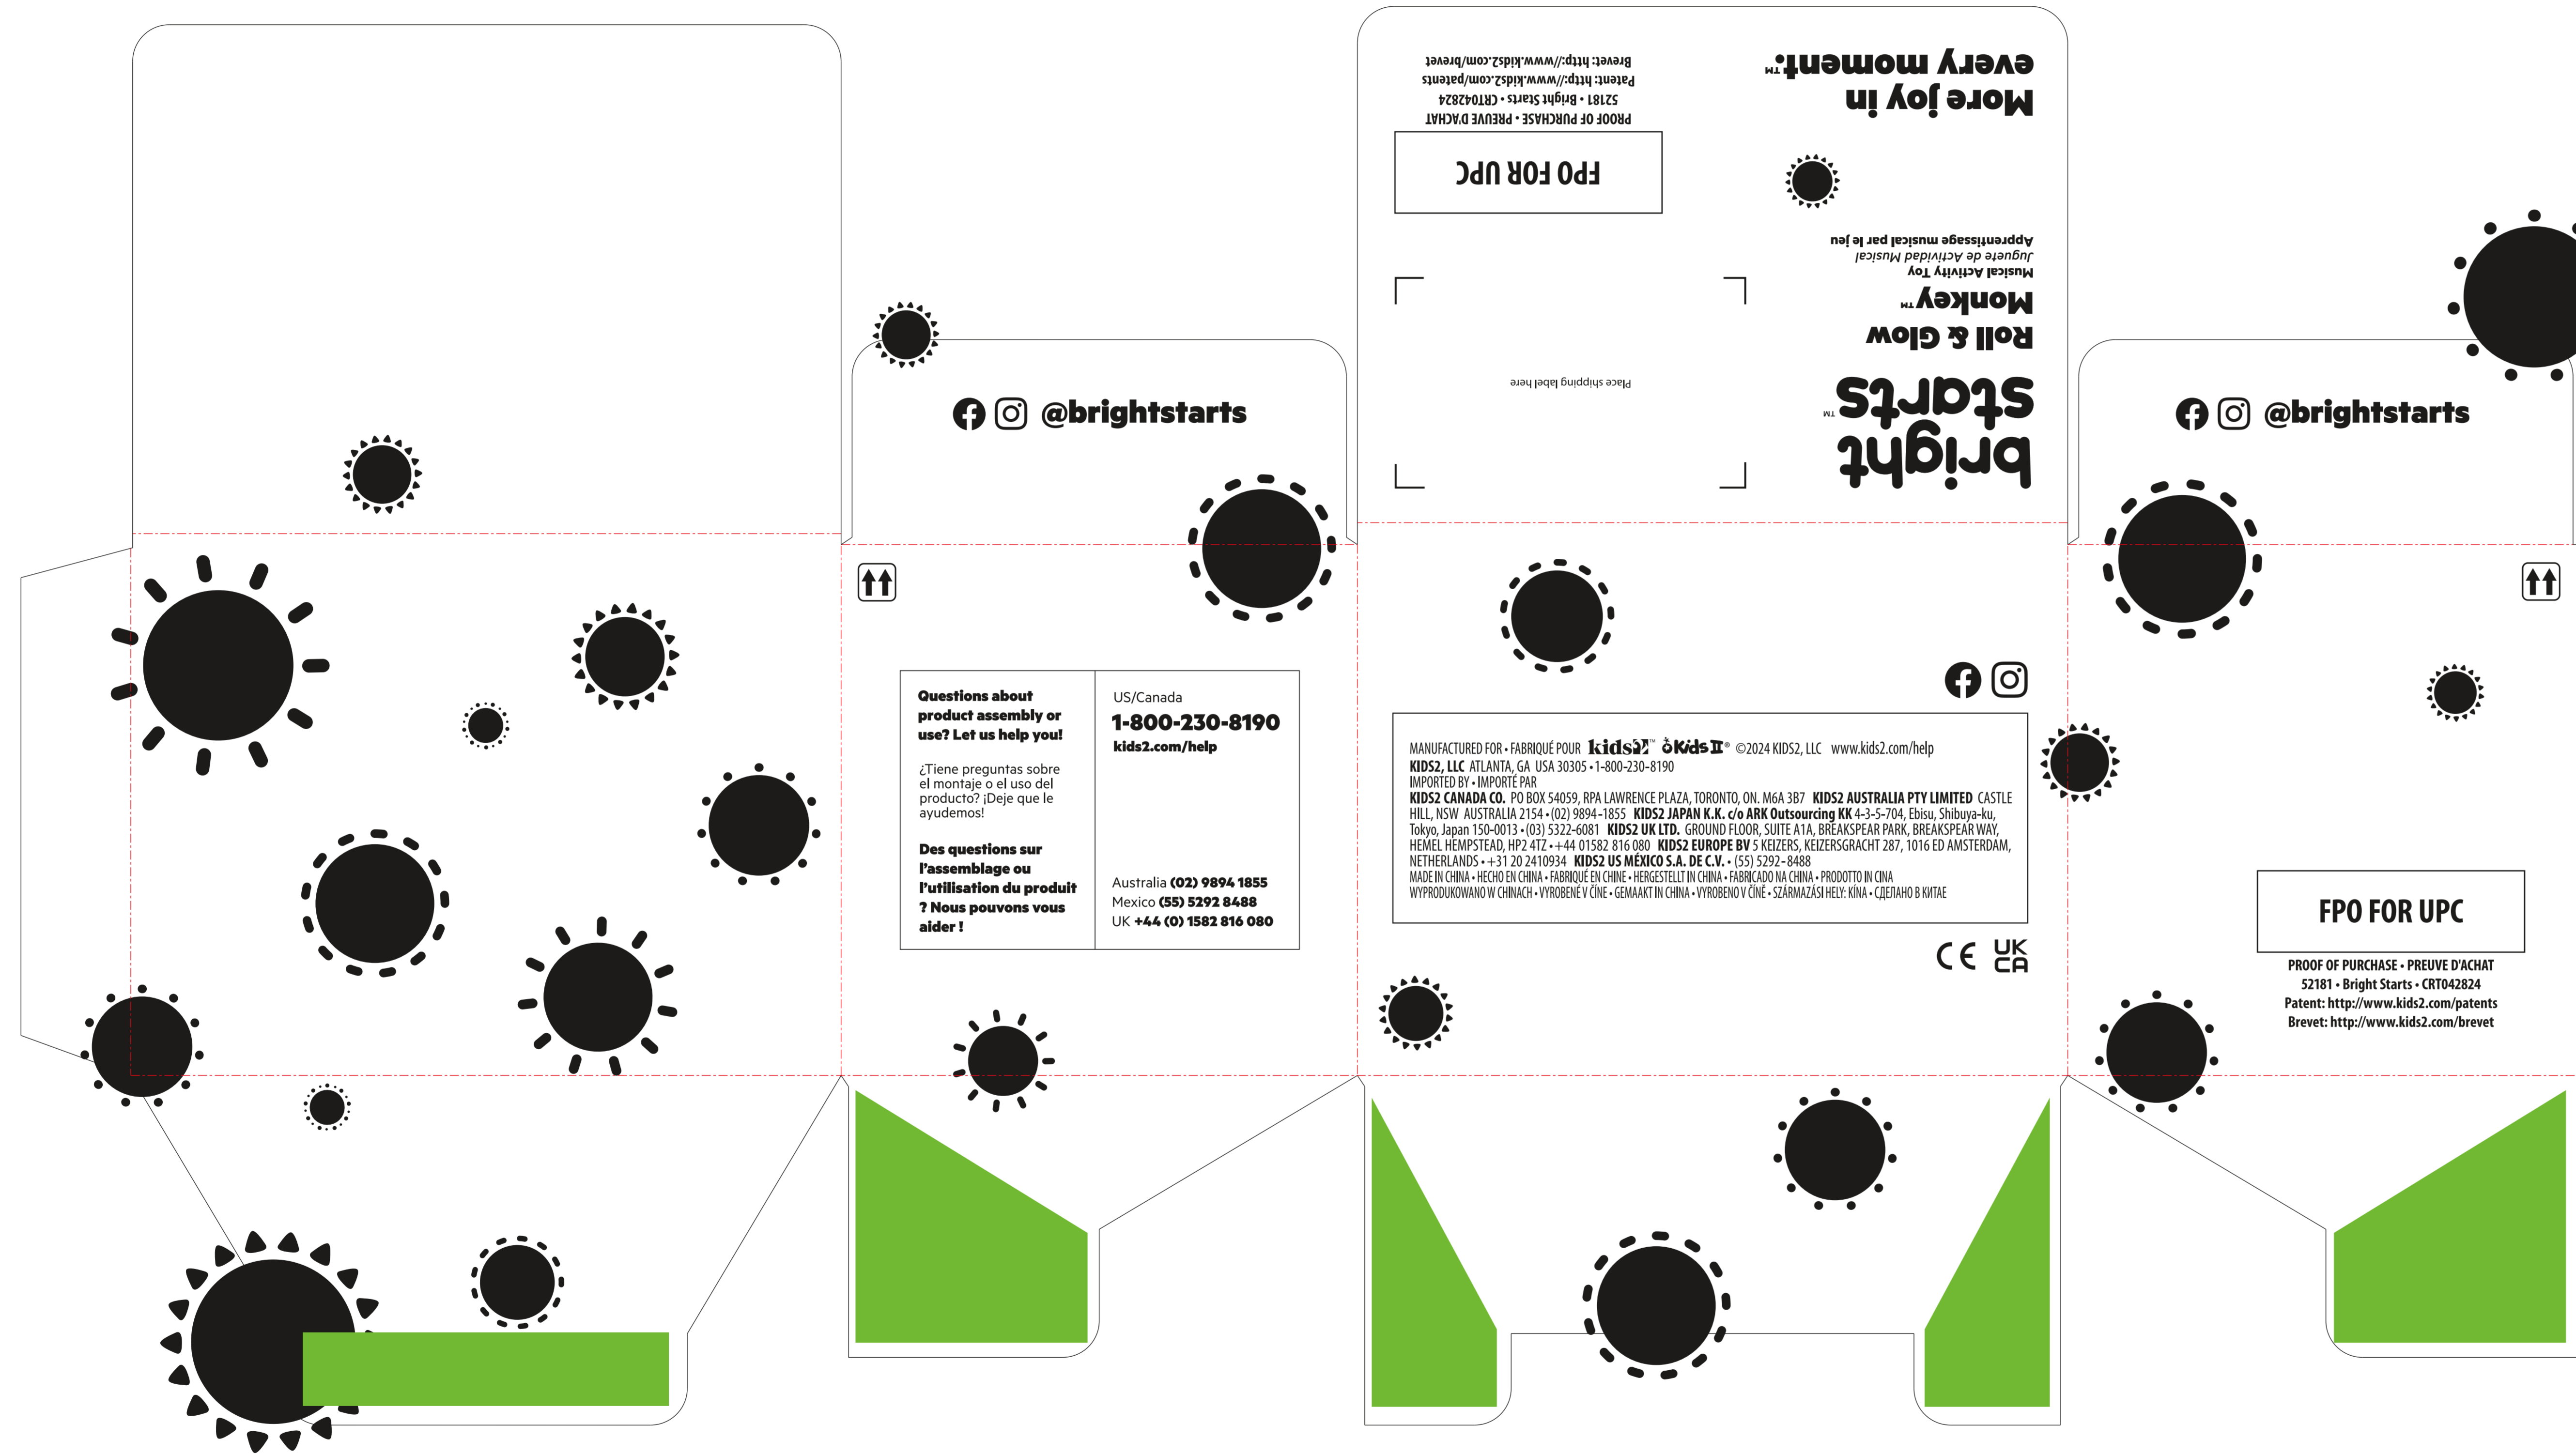 @brightstarts
Questions about
product assembly or
use? Let us help you!
¿Tiene preguntas sobre
el montaje o el uso del
producto? ¡Deje que le
ayudemos!
Des questions sur
l'assemblage ou
l'utilisation du produit
? Nous pouvons vous
aider !
US/Canada
1-800-230-8190
kids2.com/help
Australia (02) 9894 1855
Mexico (55) 5292 8488
UK +44 (0) 1582 816 080
bright
starts™
Roll & Glow
Monkey™
Musical Activity Toy
Juguete de Actividad Musical
Apprentissage musical par le jeu
More joy in
every moment.™
Place shipping label here
FPO FOR UPC
PROOF OF PURCHASE • PREUVE D'ACHAT
52181 • Bright Starts • CRT042824
Patent: http://www.kids2.com/patents
Brevet: http://www.kids2.com/brevet
MANUFACTURED FOR • FABRIQUÉ POUR kids2™ Kids II® ©2024 KIDS2, LLC www.kids2.com/help
KIDS2, LLC ATLANTA, GA USA 30305 • 1-800-230-8190
IMPORTED BY • IMPORTÉ PAR
KIDS2 CANADA CO. PO BOX 54059, RPA LAWRENCE PLAZA, TORONTO, ON. M6A 3B7 KIDS2 AUSTRALIA PTY LIMITED CASTLE
HILL, NSW AUSTRALIA 2154 • (02) 9894-1855 KIDS2 JAPAN K.K. c/o ARK Outsourcing KK 4-3-5-704, Ebisu, Shibuya-ku,
Tokyo, Japan 150-0013 • (03) 5322-6081 KIDS2 UK LTD. GROUND FLOOR, SUITE A1A, BREAKSPEAR PARK, BREAKSPEAR WAY,
HEMEL HEMPSTEAD, HP2 4TZ • +44 01582 816 080 KIDS2 EUROPE BV 5 KEIZERS, KEIZERSGRACHT 287, 1016 ED AMSTERDAM,
NETHERLANDS • +31 20 2410934 KIDS2 US MÉXICO S.A. DE C.V. • (55) 5292-8488
MADE IN CHINA • HECHO EN CHINA • FABRIQUÉ EN CHINE • HERGESTELLT IN CHINA • FABRICADO NA CHINA • PRODOTTO IN CINA
WYPRODUKOWANO W CHINACH • VYROBENÉ V ČÍNE • GEMAAKT IN CHINA • VYROBENO V ČÍNĚ • SZÁRMAZÁSI HELY: KÍNA • СДЕЛАНО В КИТАЕ
CE UK
CA
@brightstarts
FPO FOR UPC
PROOF OF PURCHASE • PREUVE D'ACHAT
52181 • Bright Starts • CRT042824
Patent: http://www.kids2.com/patents
Brevet: http://www.kids2.com/brevet